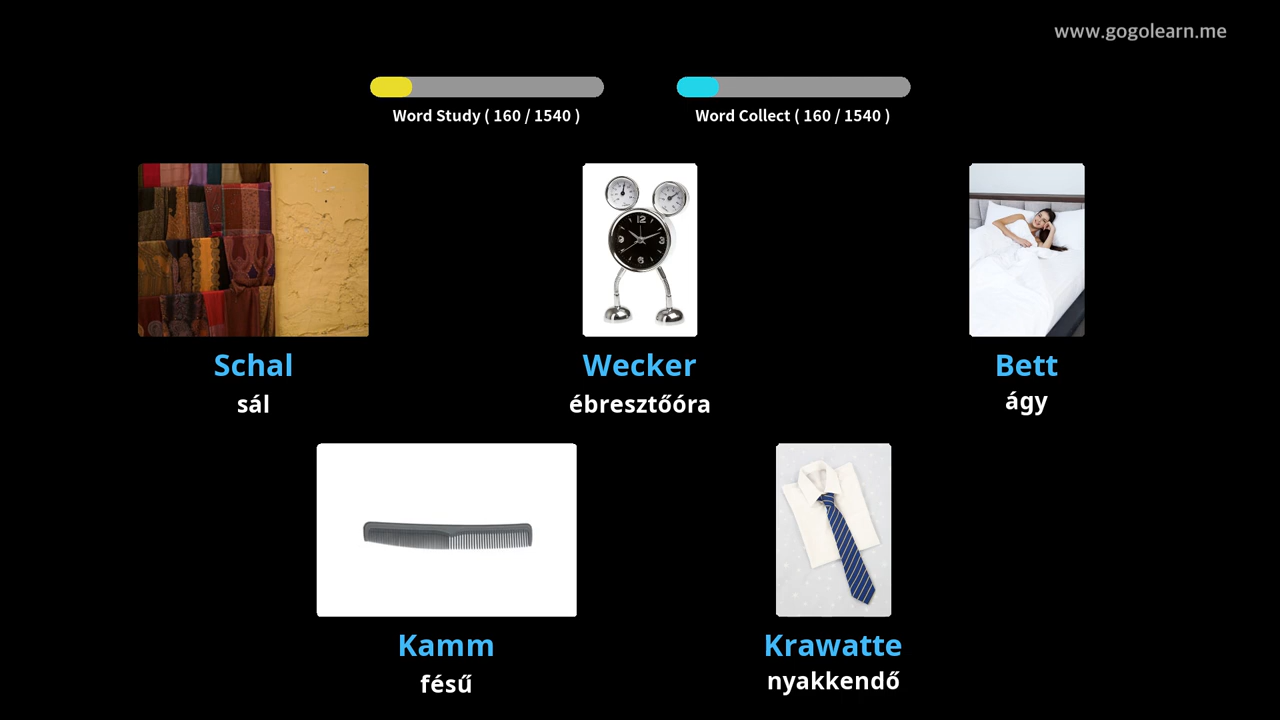 www.gogolearn.me
Word Study ( 160 / 1540 )
Word Collect ( 160 / 1540 )
Schal
sál
Wecker
ébresztőóra
Bett
ágy
Kamm
fésű
Krawatte
nyakkendő